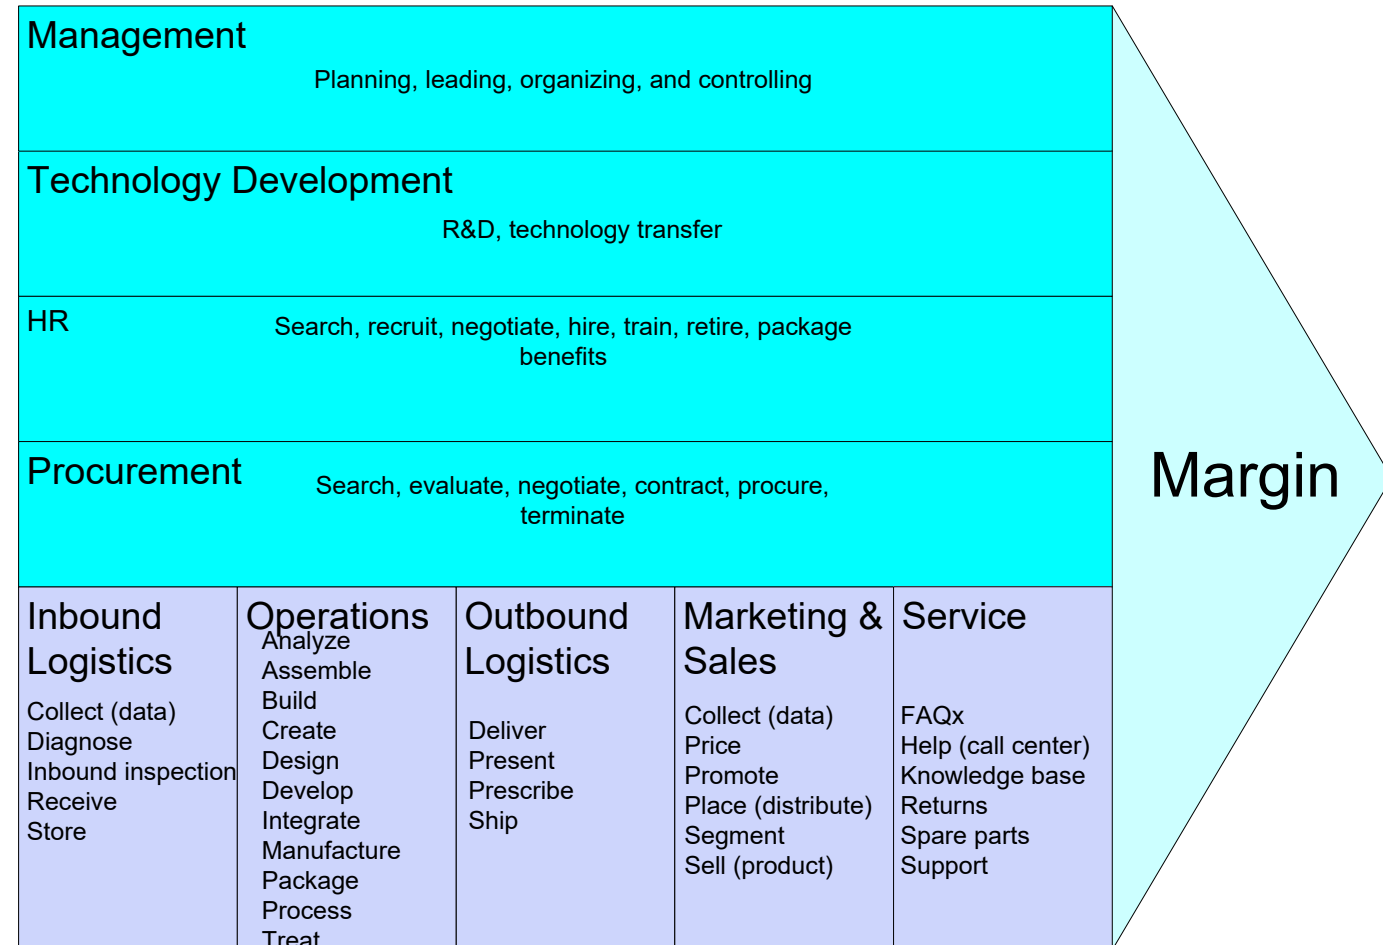 Management
Planning, leading, organizing, and controlling
Technology Development
R&D, technology transfer
HR
Search, recruit, negotiate, hire, train, retire, package
benefits
Procurement
Search, evaluate, negotiate, contract, procure,
terminate
Margin
Inbound
Logistics
Collect (data)
Diagnose
Inbound inspection
Receive
Store
Operations
Analyze
Assemble
Build
Create
Design
Develop
Integrate
Manufacture
Package
Process
Treat
Outbound
Logistics
Deliver
Present
Prescribe
Ship
Marketing &
Sales
Collect (data)
Price
Promote
Place (distribute)
Segment
Sell (product)
Service
FAQx
Help (call center)
Knowledge base
Returns
Spare parts
Support